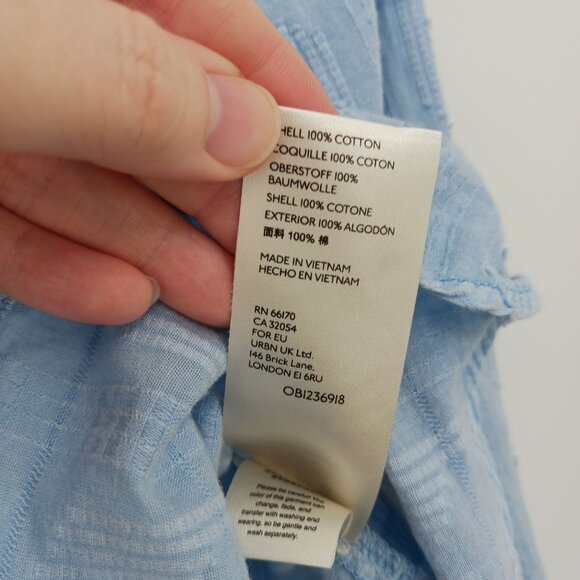 SHELL 100% COTTON
COQUILLE 100% COTON
OBERSTOFF 100%
BAUMWOLLE
SHELL 100% COTONE
EXTERIOR 100% ALGODÓN
面料 100% 棉
MADE IN VIETNAM
HECHO EN VIETNAM
RN 66170
CA 32054
FOR EU
URBN UK Ltd.
146 Brick Lane,
LONDON E1 6RU
OB1236918
Please be careful! The
color of this garment can
change, fade, and
transfer with washing and
wearing, so be gentle and
wash separately.